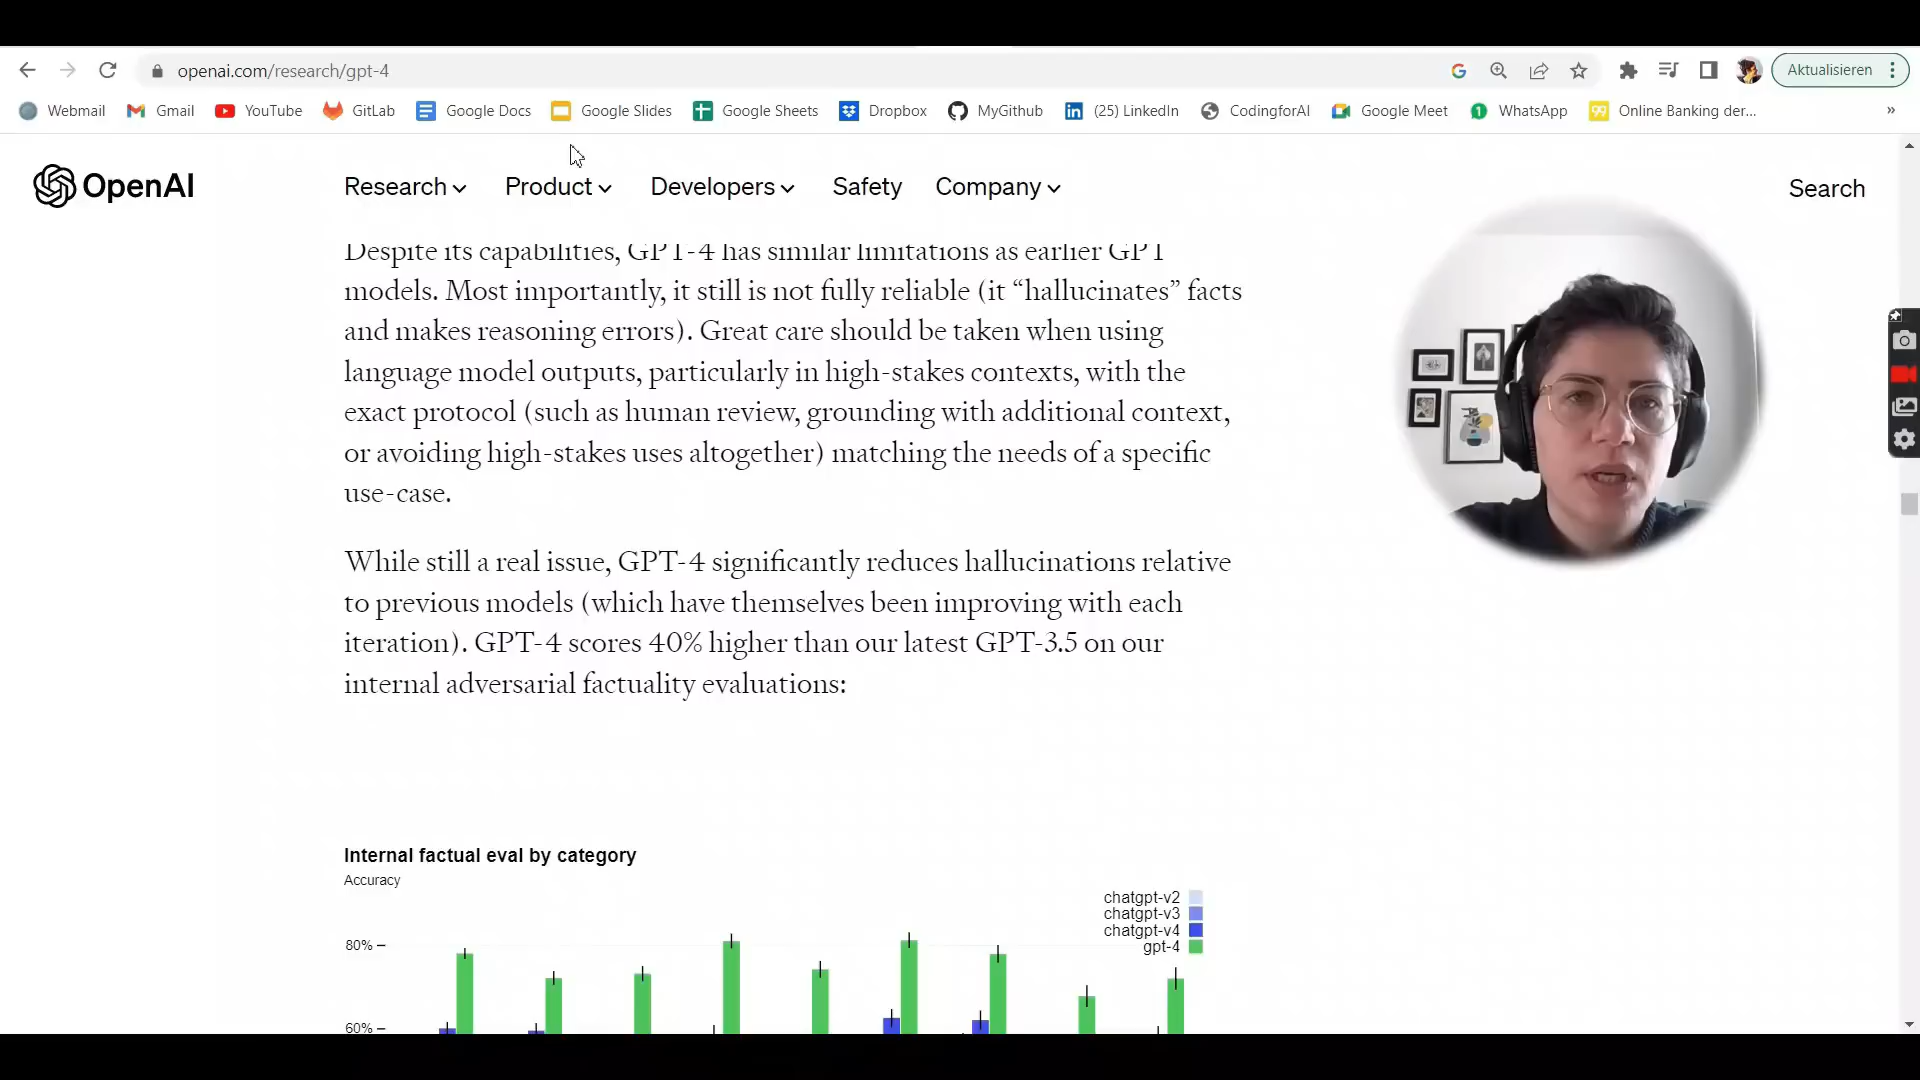 openai.com/research/gpt-4
Aktualisieren
Webmail
Gmail
YouTube
GitLab
Google Docs
Google Slides
Google Sheets
Dropbox
MyGithub
(25) LinkedIn
CodingforAI
Google Meet
1 WhatsApp
Online Banking der...
»
OpenAI
Research
Product
Developers
Safety
Company
Search
Despite its capabilities, GPT-4 has similar limitations as earlier GPT
models. Most importantly, it still is not fully reliable (it “hallucinates” facts
and makes reasoning errors). Great care should be taken when using
language model outputs, particularly in high-stakes contexts, with the
exact protocol (such as human review, grounding with additional context,
or avoiding high-stakes uses altogether) matching the needs of a specific
use-case.
While still a real issue, GPT-4 significantly reduces hallucinations relative
to previous models (which have themselves been improving with each
iteration). GPT-4 scores 40% higher than our latest GPT-3.5 on our
internal adversarial factuality evaluations:
Internal factual eval by category
Accuracy
chatgpt-v2
chatgpt-v3
chatgpt-v4
gpt-4
80%
60%